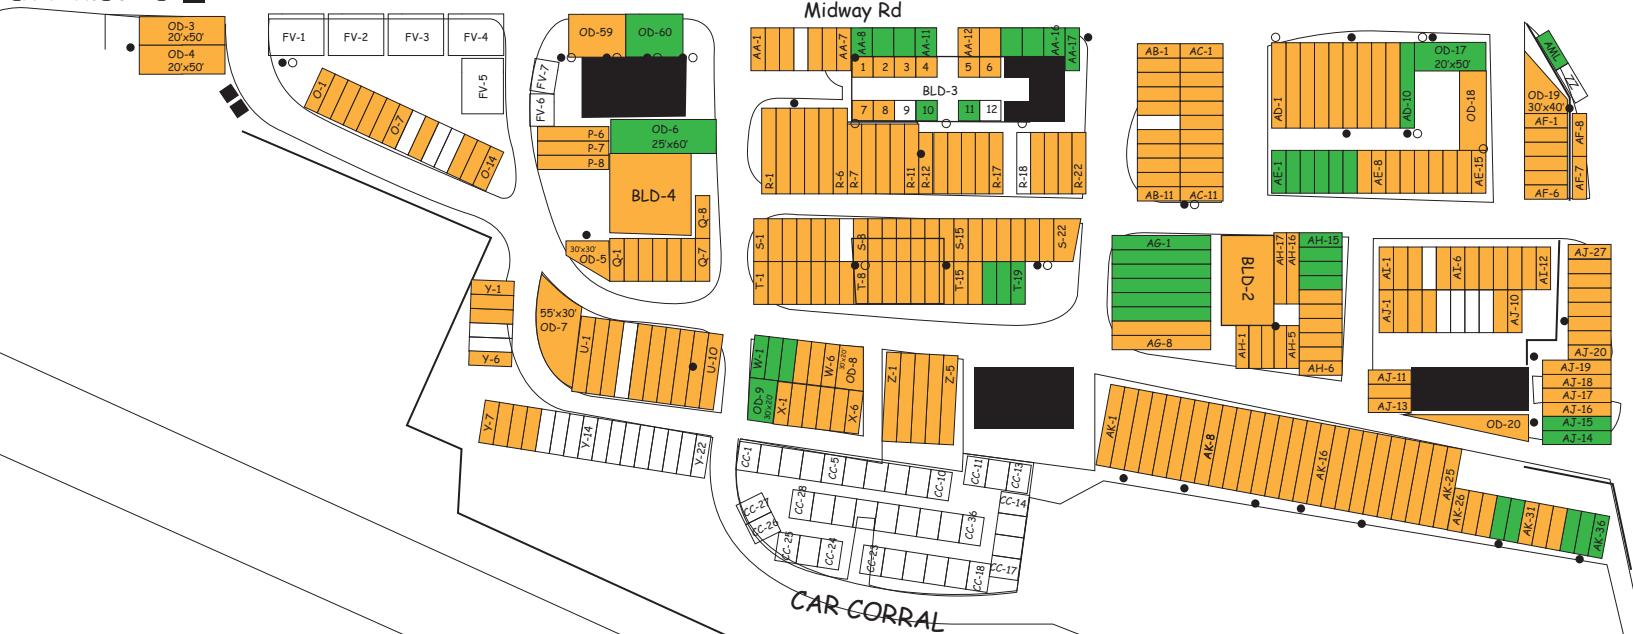 Midway Rd
OD-3
20'x50'
OD-4
20'x50'
FV-1
FV-2
FV-3
FV-4
FV-5
FV-7
FV-6
OD-59
OD-60
O-1
O-7
O-14
P-6
P-7
P-8
OD-6
25'x60'
BLD-4
Q-8
Q-7
Q-1
30'x30'
OD-5
AA-1
AA-7
AA-8
AA-11
AA-12
AA-16
AA-17
1
2
3
4
5
6
BLD-3
7
8
9
10
11
12
R-1
R-6
R-7
R-11
R-12
R-17
R-18
R-22
S-1
S-8
S-15
S-22
T-1
T-8
T-15
T-19
AB-1
AC-1
AB-11
AC-11
AD-1
AD-10
OD-17
20'x50'
OD-18
AE-1
AE-8
AE-15
AML
ZZ
OD-19
30'x40'
AF-1
AF-6
AF-8
AF-7
Y-1
Y-6
55'x30'
OD-7
U-1
U-10
Y-7
Y-14
Y-22
W-1
W-6
30'x20'
OD-8
OD-9
30'x20'
X-1
X-6
Z-1
Z-5
AG-1
AG-8
BLD-2
AH-17
AH-16
AH-15
AH-1
AH-5
AH-6
AI-1
AI-6
AI-12
AJ-1
AJ-10
AJ-27
AJ-20
AJ-19
AJ-18
AJ-17
AJ-16
AJ-15
AJ-14
AJ-11
AJ-13
OD-20
AK-1
AK-8
AK-16
AK-25
AK-26
AK-31
AK-36
CC-1
CC-5
CC-10
CC-11
CC-13
CC-14
CC-28
CC-36
CC-27
CC-26
CC-25
CC-24
CC-23
CC-18
CC-17
CAR CORRAL